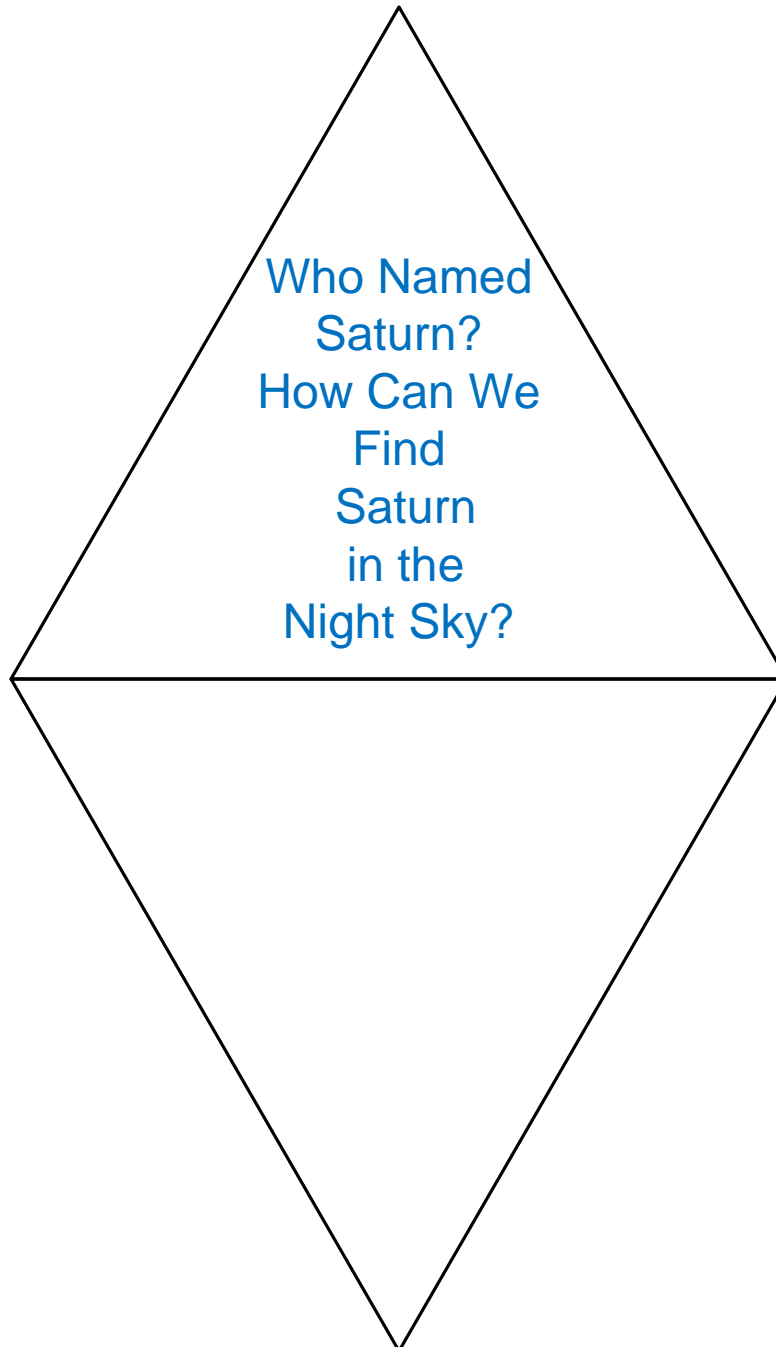 Who Named
Saturn?
How Can We
Find
Saturn
in the
Night Sky?